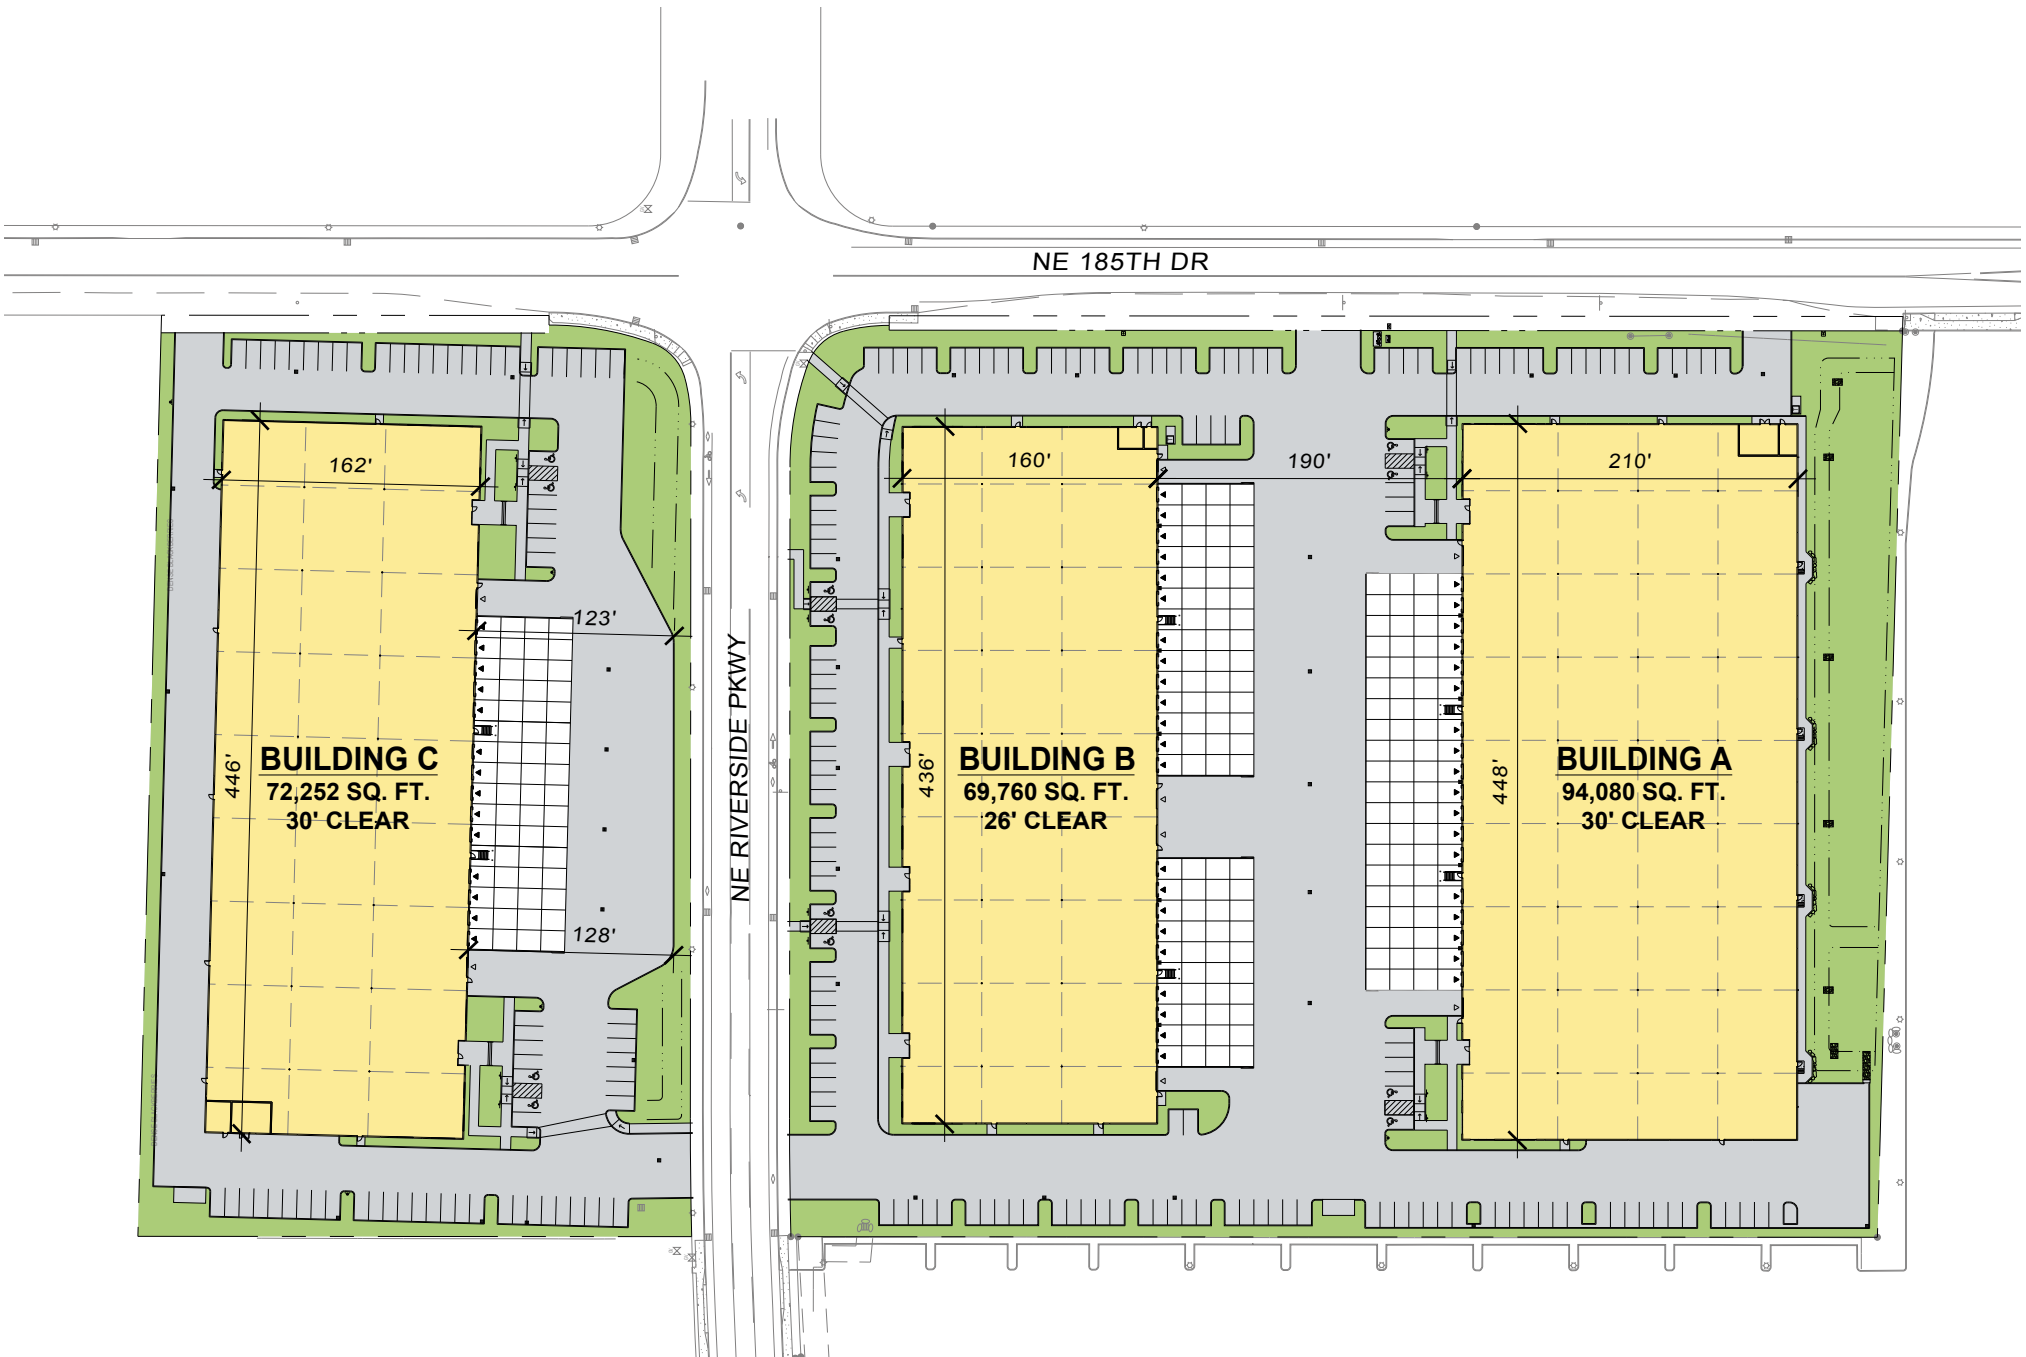 NE 185TH DR
162'
160'
190'
210'
123'
NE RIVERSIDE PKWY
446'
BUILDING C
72,252 SQ. FT.
30' CLEAR
436'
BUILDING B
69,760 SQ. FT.
26' CLEAR
448'
BUILDING A
94,080 SQ. FT.
30' CLEAR
128'